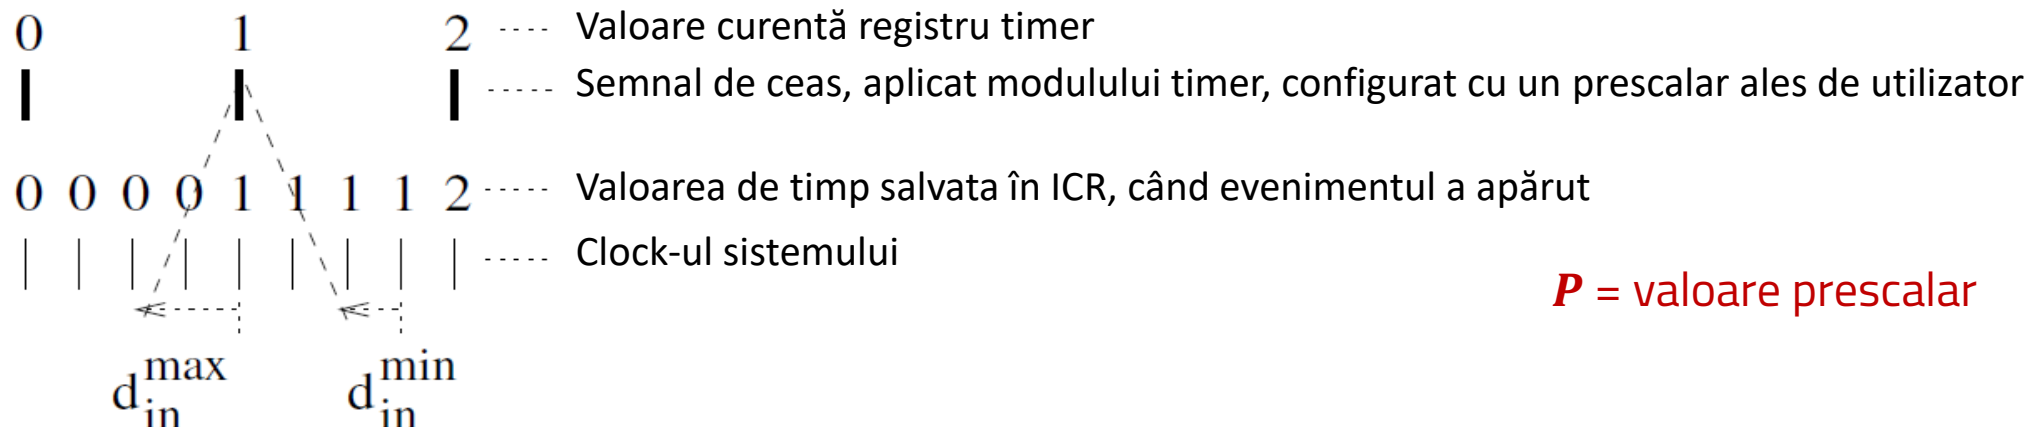 0 1 2 Valoare curentă registru timer
Semnal de ceas, aplicat modulului timer, configurat cu un prescalar ales de utilizator
0 0 0 0 1 1 1 1 2 Valoarea de timp salvata în ICR, când evenimentul a apărut
Clock-ul sistemului
P = valoare prescalar
d_in^max d_in^min